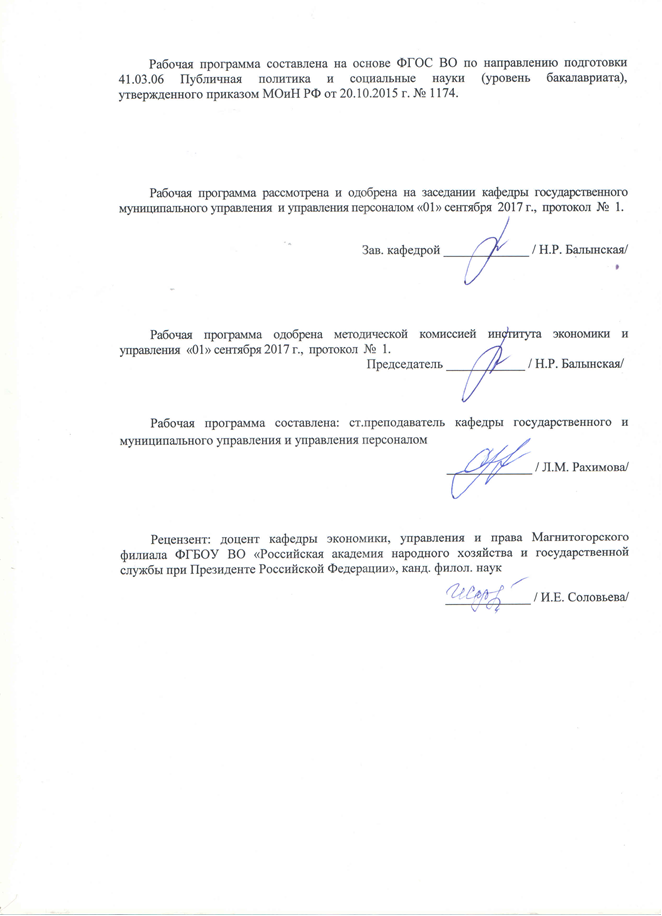 Рабочая программа составлена на основе ФГОС ВО по направлению подготовки
41.03.06 Публичная политика и социальные науки (уровень бакалавриата),
утвержденного приказом МОиН РФ от 20.10.2015 г. № 1174.
Рабочая программа рассмотрена и одобрена на заседании кафедры государственного
муниципального управления и управления персоналом «01» сентября 2017 г., протокол № 1.
Зав. кафедрой ______________ / Н.Р. Балынская/
Рабочая программа одобрена методической комиссией института экономики и
управления «01» сентября 2017 г., протокол № 1.
Председатель _____________ / Н.Р. Балынская/
Рабочая программа составлена: ст.преподаватель кафедры государственного и
муниципального управления и управления персоналом
______________ / Л.М. Рахимова/
Рецензент: доцент кафедры экономики, управления и права Магнитогорского
филиала ФГБОУ ВО «Российская академия народного хозяйства и государственной
службы при Президенте Российской Федерации», канд. филол. наук
______________ / И.Е. Соловьева/